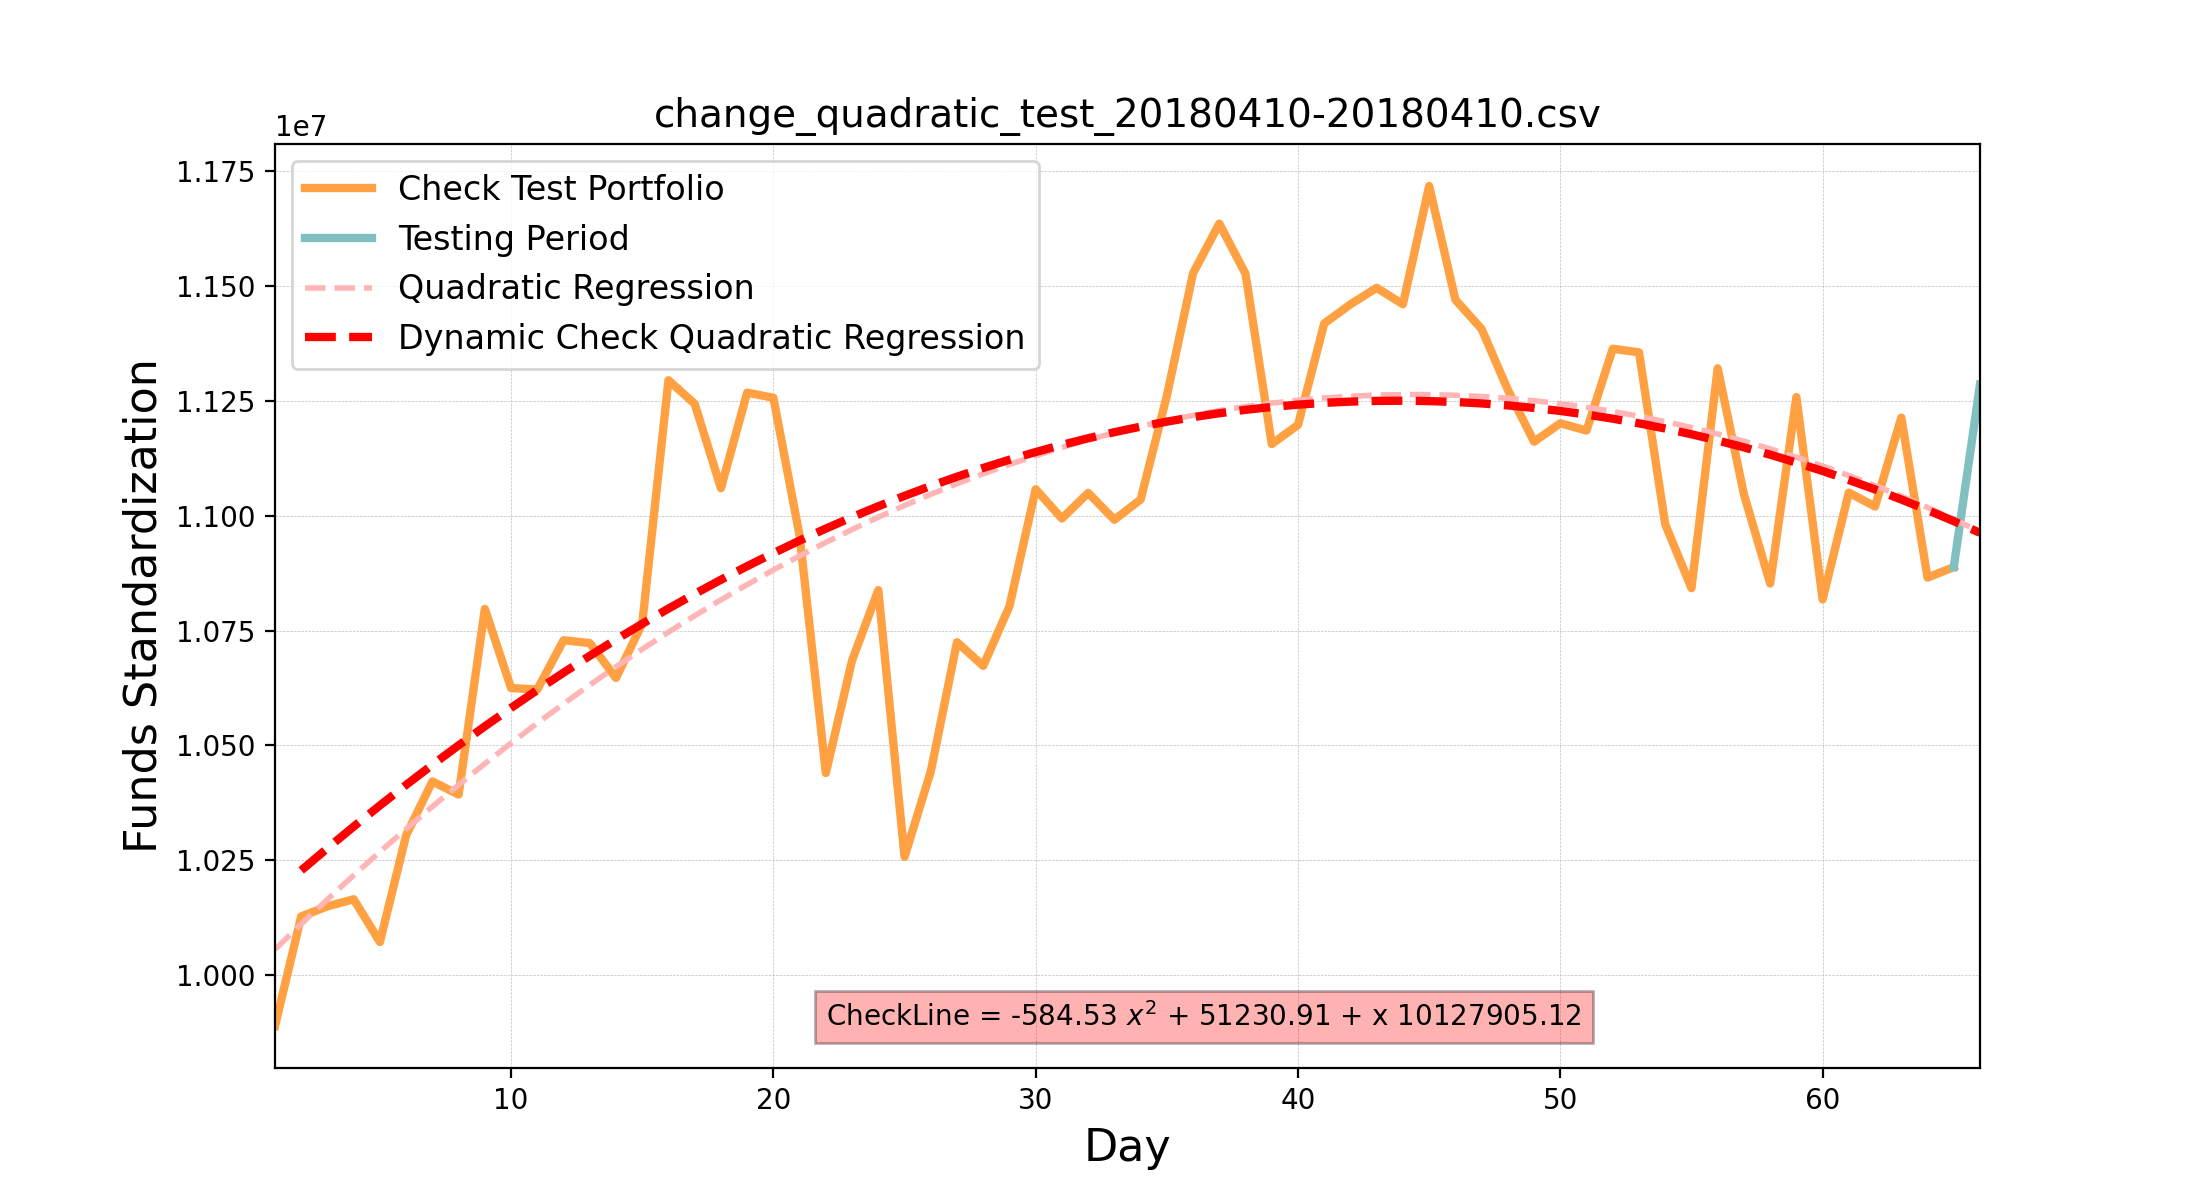 change_quadratic_test_20180410-20180410.csv
1e7
Check Test Portfolio
Testing Period
Quadratic Regression
Dynamic Check Quadratic Regression
Funds Standardization
1.175
1.150
1.125
1.100
1.075
1.050
1.025
1.000
CheckLine = -584.53 x² + 51230.91 + x 10127905.12
10 20 30 40 50 60
Day